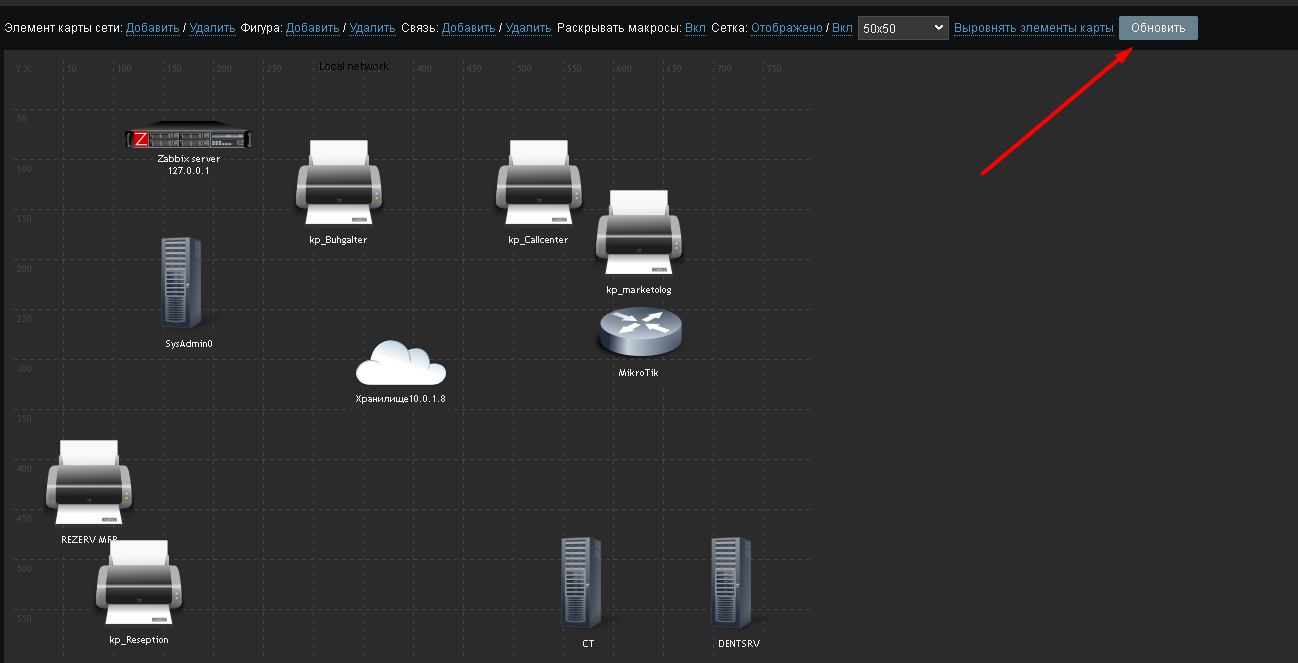 Элемент карты сети: Добавить / Удалить Фигура: Добавить / Удалить Связь: Добавить / Удалить Раскрывать макросы: Вкл Сетка: Отображено / Вкл 50x50 Выровнять элементы карты Обновить
Y X: 50 100 150 200 250 Local network 400 450 500 550 600 650 700 750
50
Z
Zabbix server
127.0.0.1
100
150
kp_Buhgalter
kp_Callcenter
200
kp_marketolog
250
SysAdmin0
300
MikroTik
Хранилище10.0.1.8
350
400
450
REZERV MFP
500
550
kp_Reseption
CT
DENTSRV